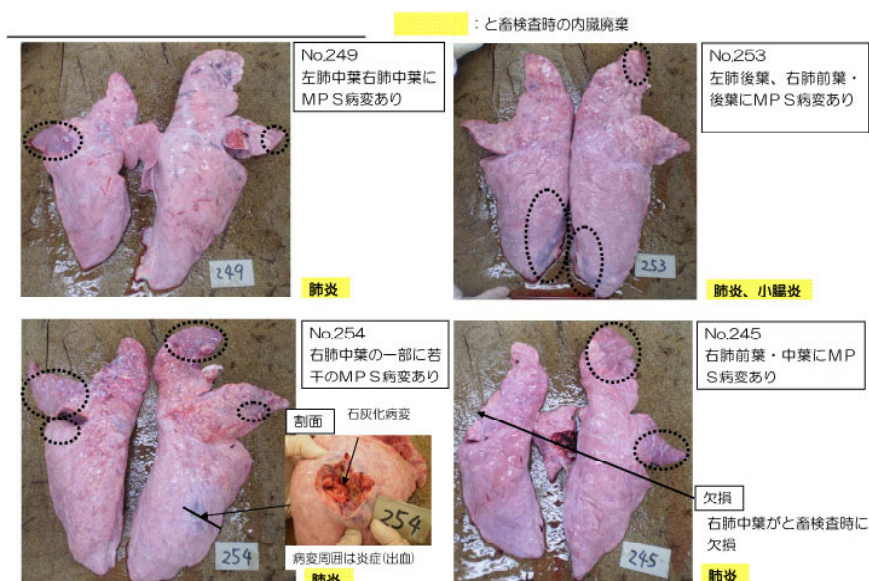 ：と畜検査時の内臓廃棄
No,249
左肺中葉右肺中葉に
ＭＰＳ病変あり
249
肺炎
No,253
左肺後葉、右肺前葉・
後葉にＭＰＳ病変あり
253
肺炎、小腸炎
No,254
右肺中葉の一部に若
干のＭＰＳ病変あり
割面
石灰化病変
254
254
病変周囲は炎症(出血)
肺炎
No,245
右肺前葉・中葉にＭＰ
Ｓ病変あり
欠損
右肺中葉がと畜検査時に
欠損
245
肺炎